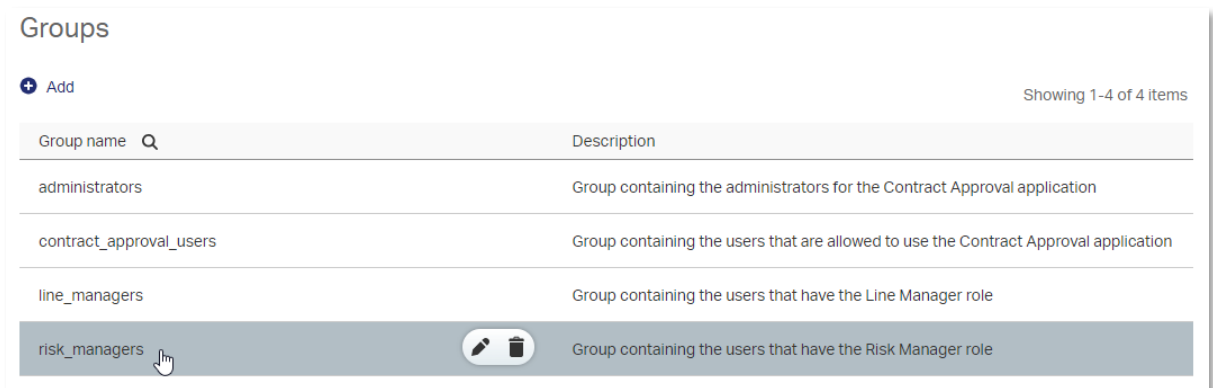 Groups
Add
Showing 1-4 of 4 items
Group name Description
administrators Group containing the administrators for the Contract Approval application
contract_approval_users Group containing the users that are allowed to use the Contract Approval application
line_managers Group containing the users that have the Line Manager role
risk_managers Group containing the users that have the Risk Manager role